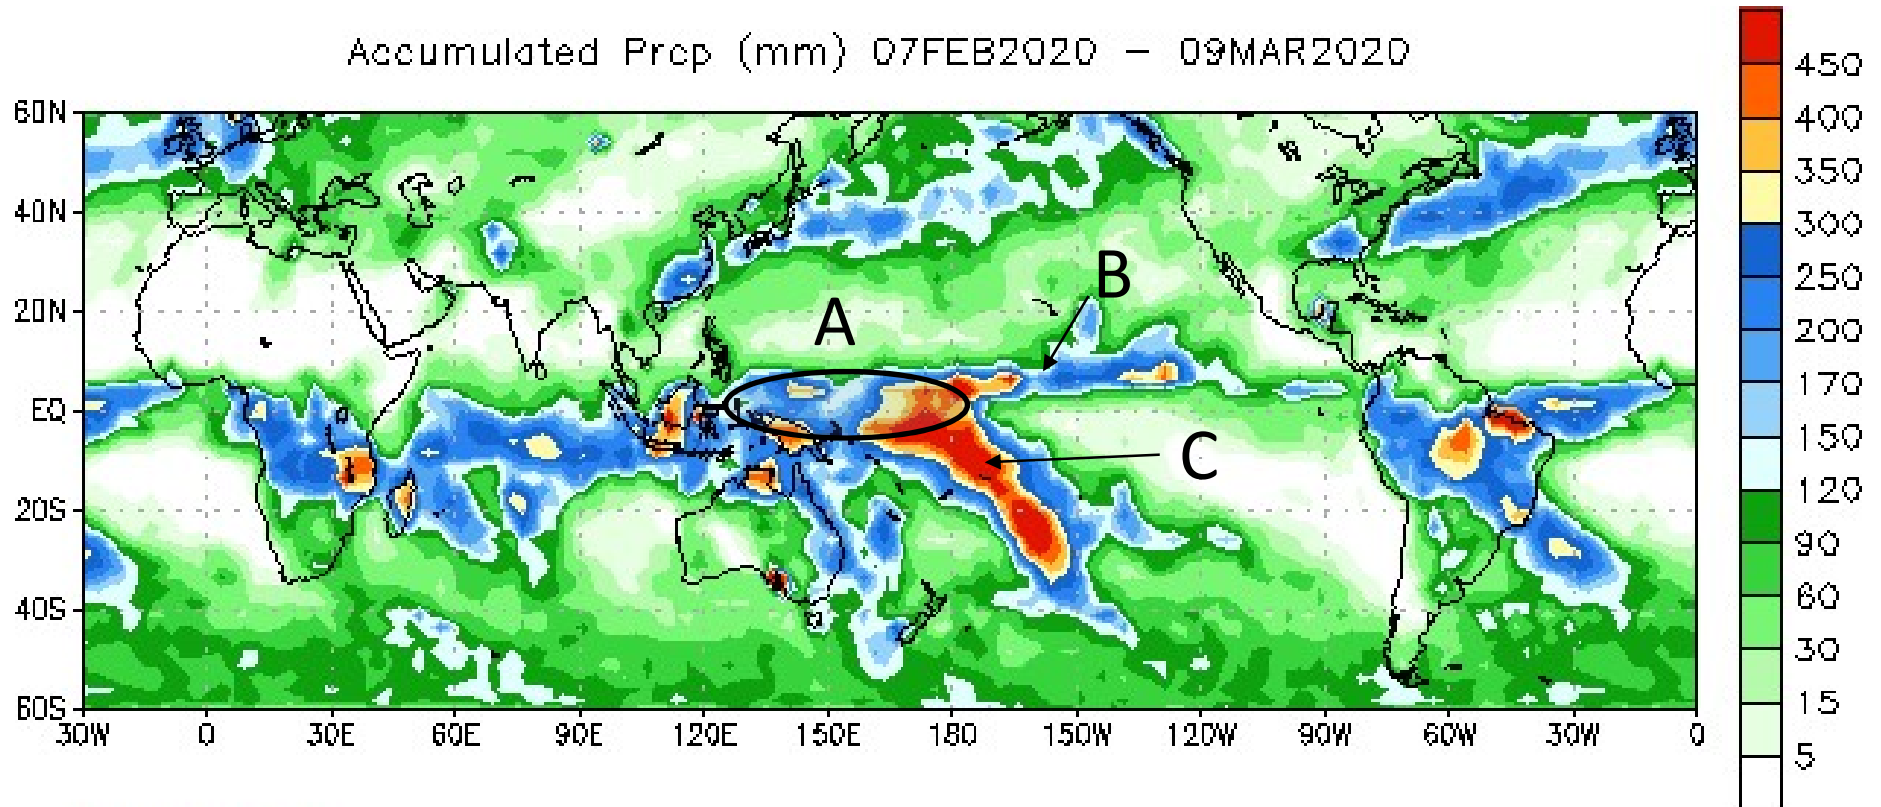 Accumulated Prcp (mm) 07FEB2020 – 09MAR2020
60N
40N
20N
EQ
20S
40S
60S
30W 0 30E 60E 90E 120E 150E 180 150W 120W 90W 60W 30W 0
A
B
C
450
400
350
300
250
200
170
150
120
90
60
30
15
5